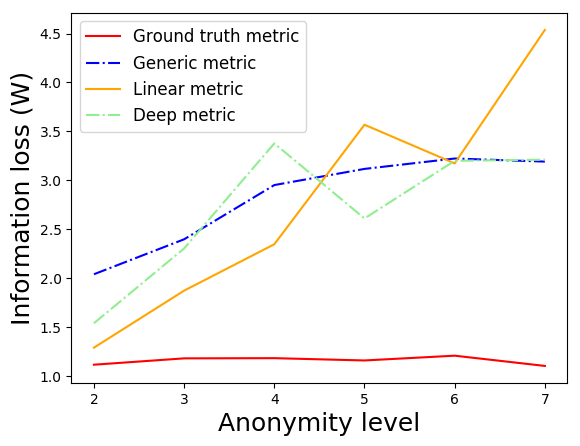 Ground truth metric
Generic metric
Linear metric
Deep metric
4.5
4.0
3.5
3.0
2.5
2.0
1.5
1.0
Information loss (W)
2 3 4 5 6 7
Anonymity level